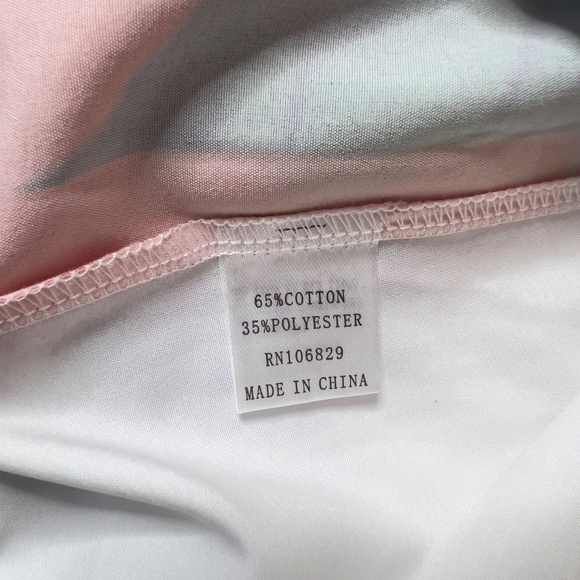 65%COTTON
35%POLYESTER
RN106829
MADE IN CHINA